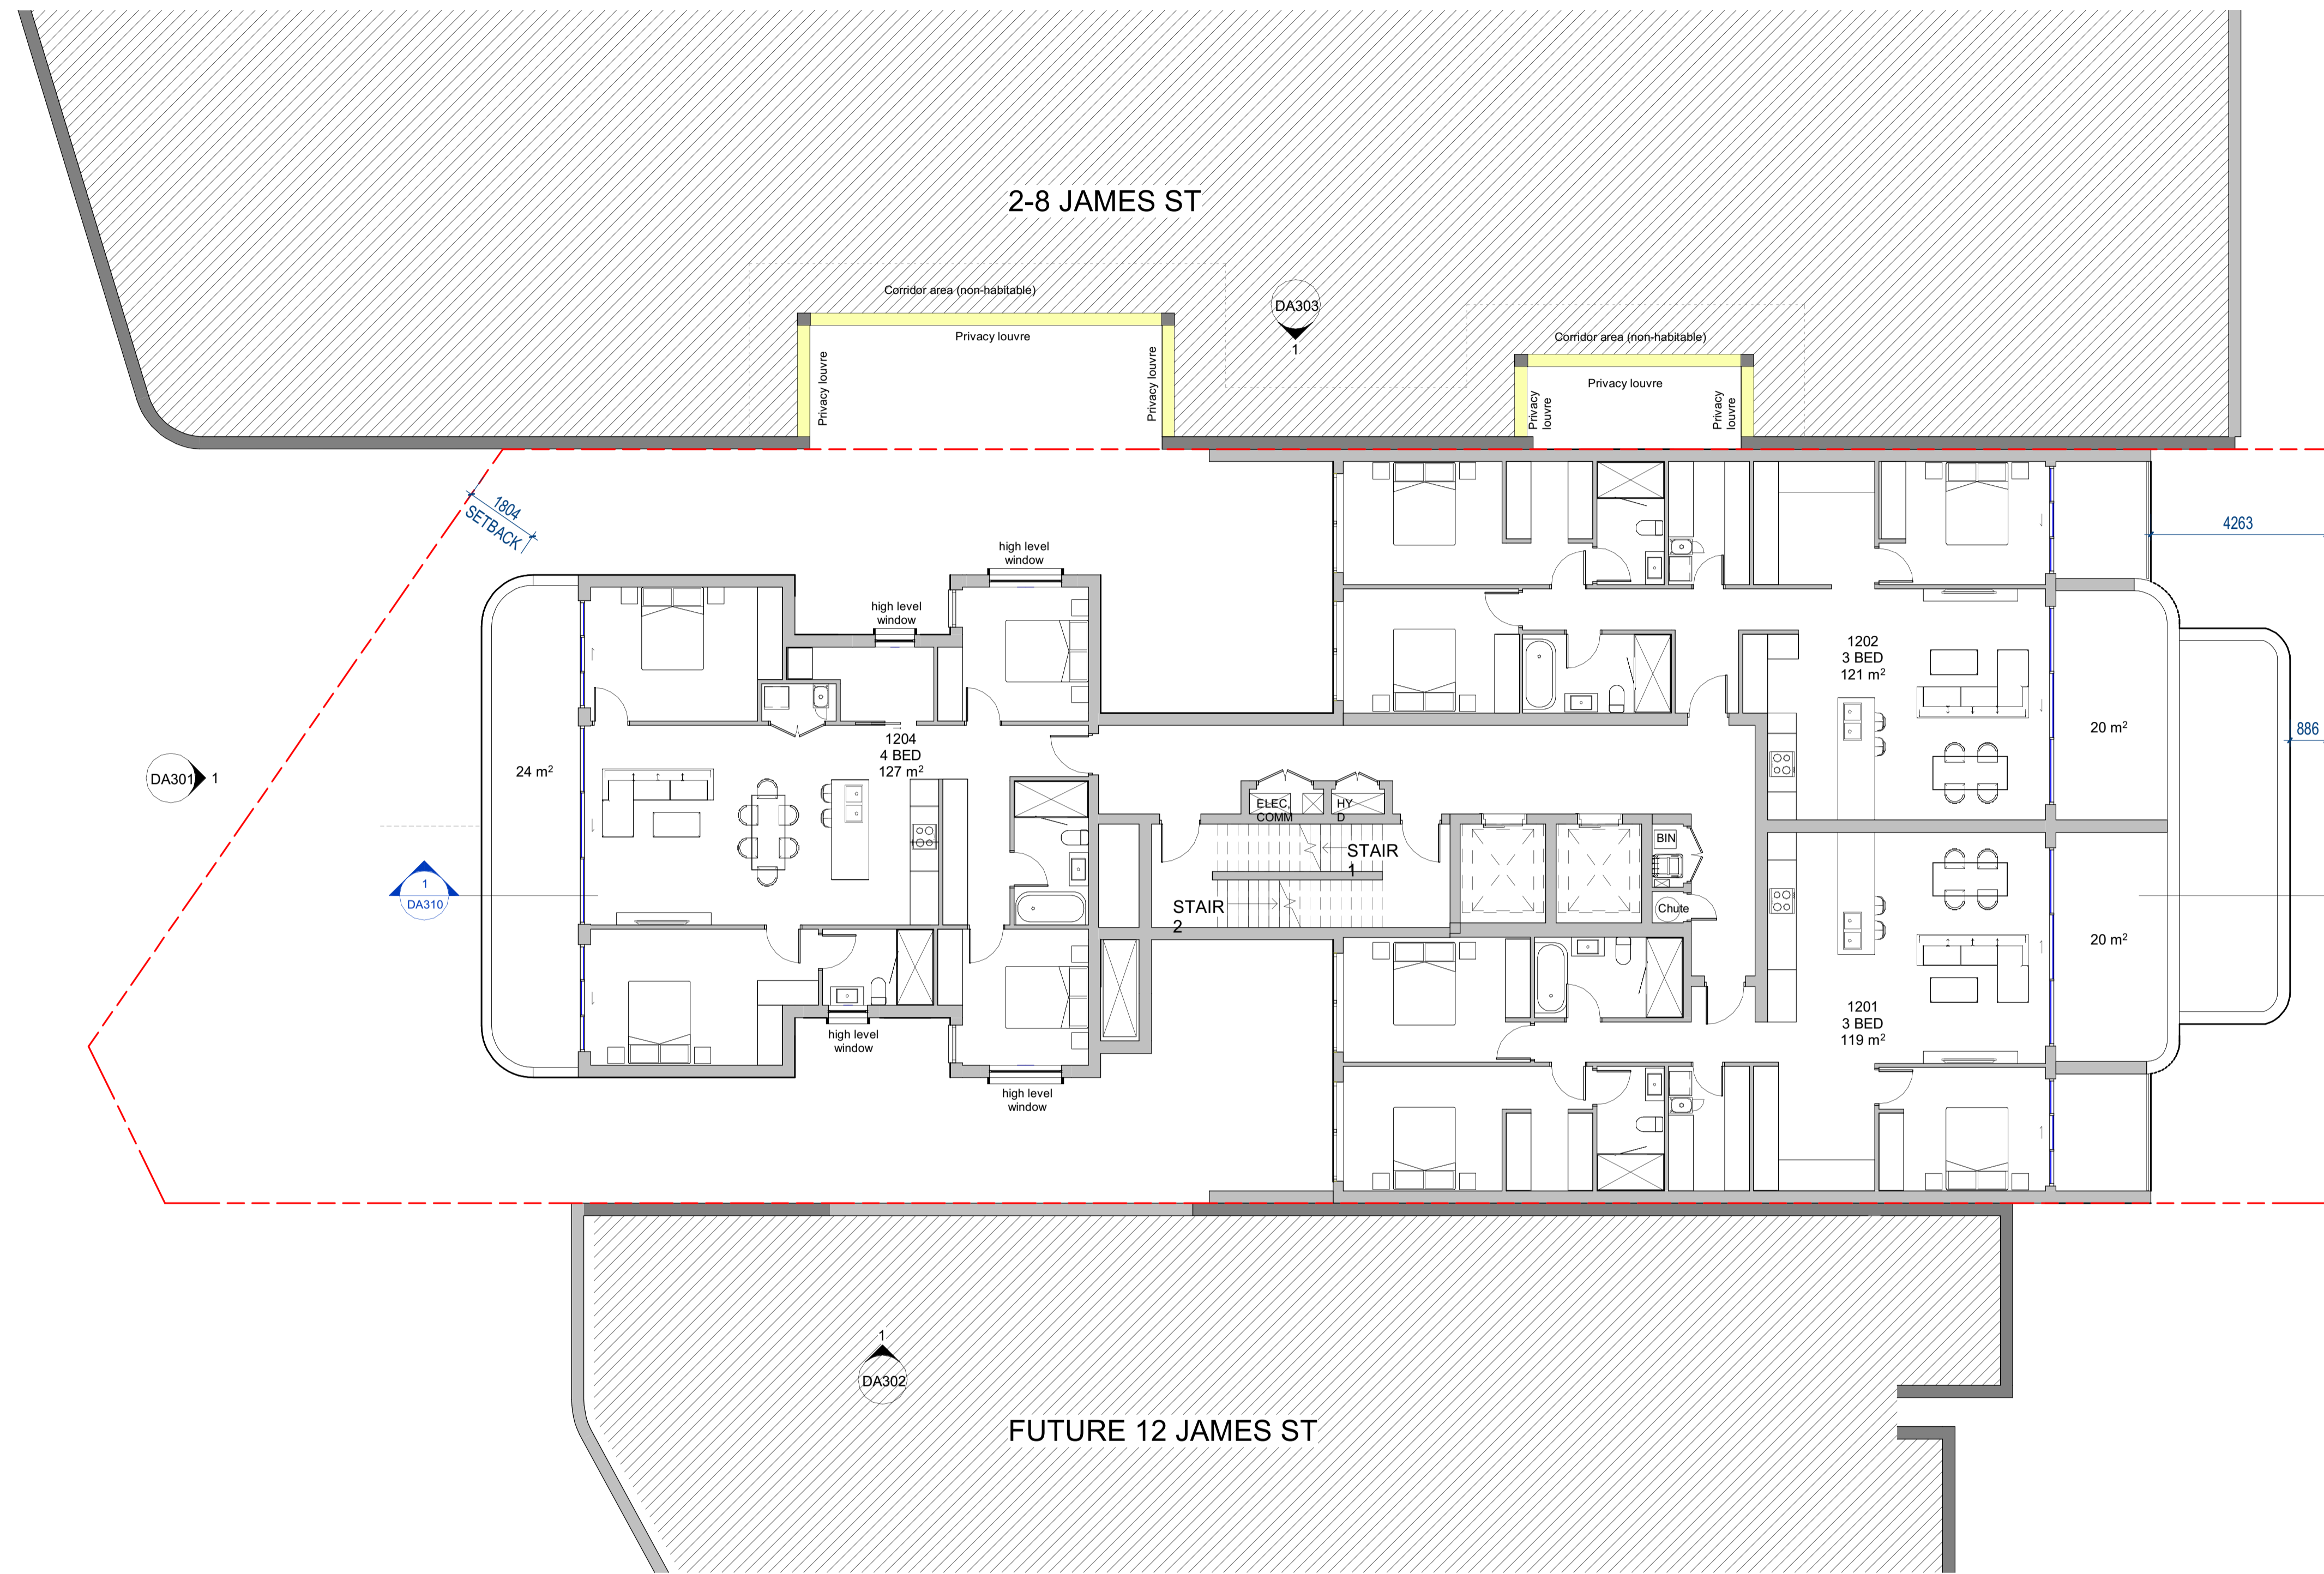 2-8 JAMES ST
Corridor area (non-habitable)
Privacy louvre
Privacy louvre
Privacy louvre
DA303
1
Corridor area (non-habitable)
Privacy louvre
Privacy
louvre
Privacy
louvre
1804
SETBACK
4263
high level
window
high level
window
1202
3 BED
121 m²
20 m²
886
1204
4 BED
127 m²
24 m²
DA301
1
ELEC,
COMM
HY
D
BIN
STAIR
1
1
DA310
STAIR
2
Chute
20 m²
1201
3 BED
119 m²
high level
window
high level
window
1
DA302
FUTURE 12 JAMES ST